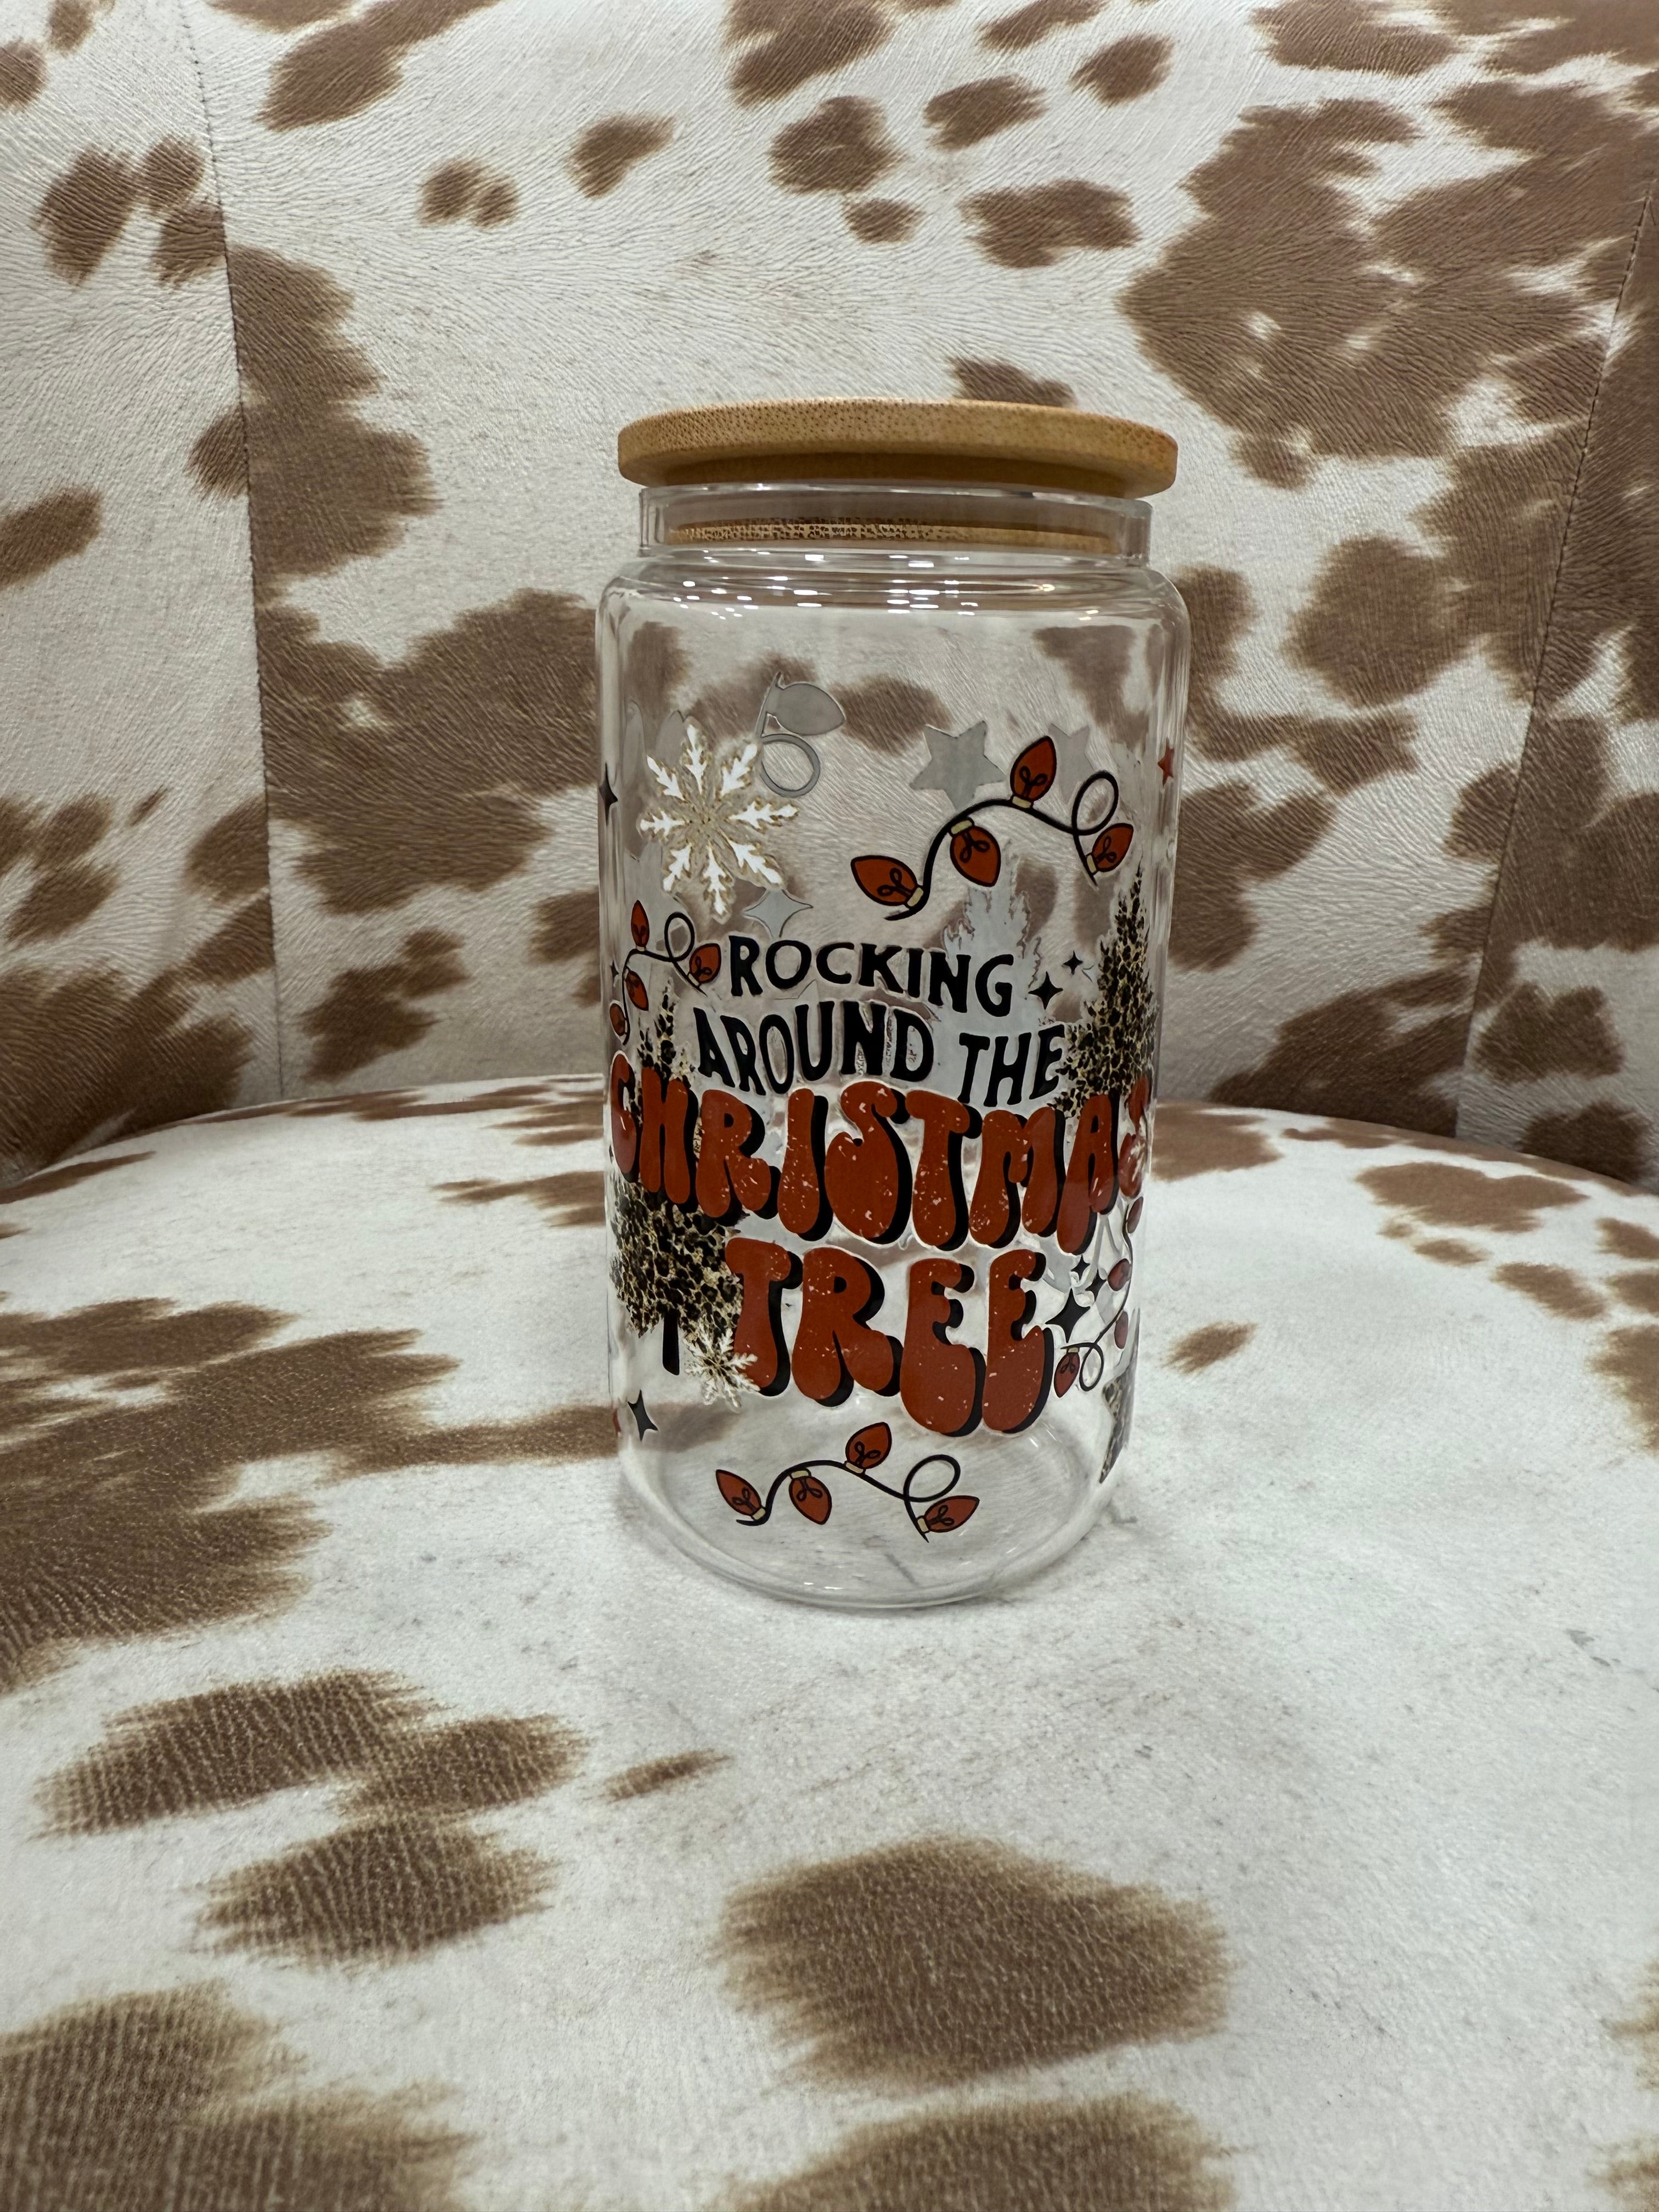 ROCKING
AROUND THE
CHRISTMAS
TREE